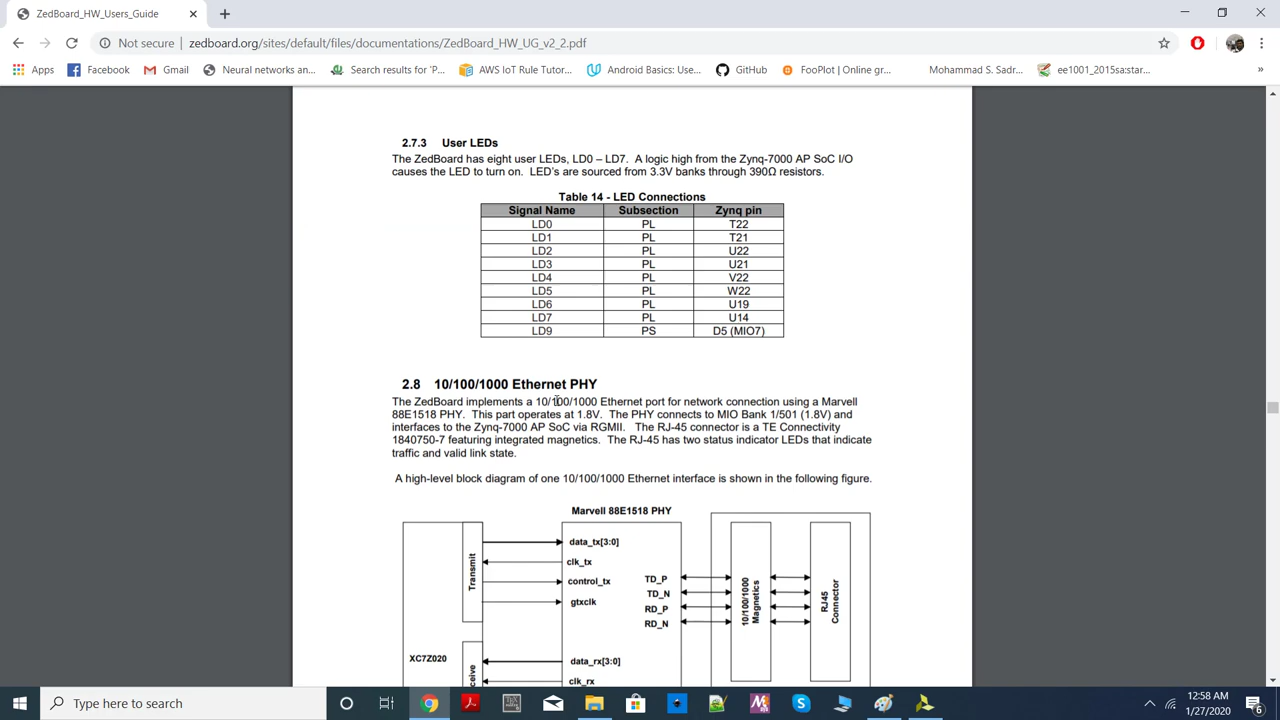 ZedBoard_HW_Users_Guide
Not secure | zedboard.org/sites/default/files/documentations/ZedBoard_HW_UG_v2_2.pdf
Apps Facebook Gmail Neural networks an... Search results for 'P... AWS IoT Rule Tutor... Android Basics: Use... GitHub FooPlot | Online gr... Mohammad S. Sadr... ee1001_2015sa:star... »
2.7.3 User LEDs
The ZedBoard has eight user LEDs, LD0 – LD7. A logic high from the Zynq-7000 AP SoC I/O
causes the LED to turn on. LED's are sourced from 3.3V banks through 390Ω resistors.
Table 14 - LED Connections
Signal Name Subsection Zynq pin
LD0 PL T22
LD1 PL T21
LD2 PL U22
LD3 PL U21
LD4 PL V22
LD5 PL W22
LD6 PL U19
LD7 PL U14
LD9 PS D5 (MIO7)
2.8 10/100/1000 Ethernet PHY
The ZedBoard implements a 10/100/1000 Ethernet port for network connection using a Marvell
88E1518 PHY. This part operates at 1.8V. The PHY connects to MIO Bank 1/501 (1.8V) and
interfaces to the Zynq-7000 AP SoC via RGMII. The RJ-45 connector is a TE Connectivity
1840750-7 featuring integrated magnetics. The RJ-45 has two status indicator LEDs that indicate
traffic and valid link state.
A high-level block diagram of one 10/100/1000 Ethernet interface is shown in the following figure.
Marvell 88E1518 PHY
Transmit
data_tx[3:0]
clk_tx
control_tx
gtxclk
TD_P
TD_N
RD_P
RD_N
10/100/1000
Magnetics
RJ45
Connector
XC7Z020
ceive
data_rx[3:0]
clk_rx
Type here to search
12:58 AM
1/27/2020
6